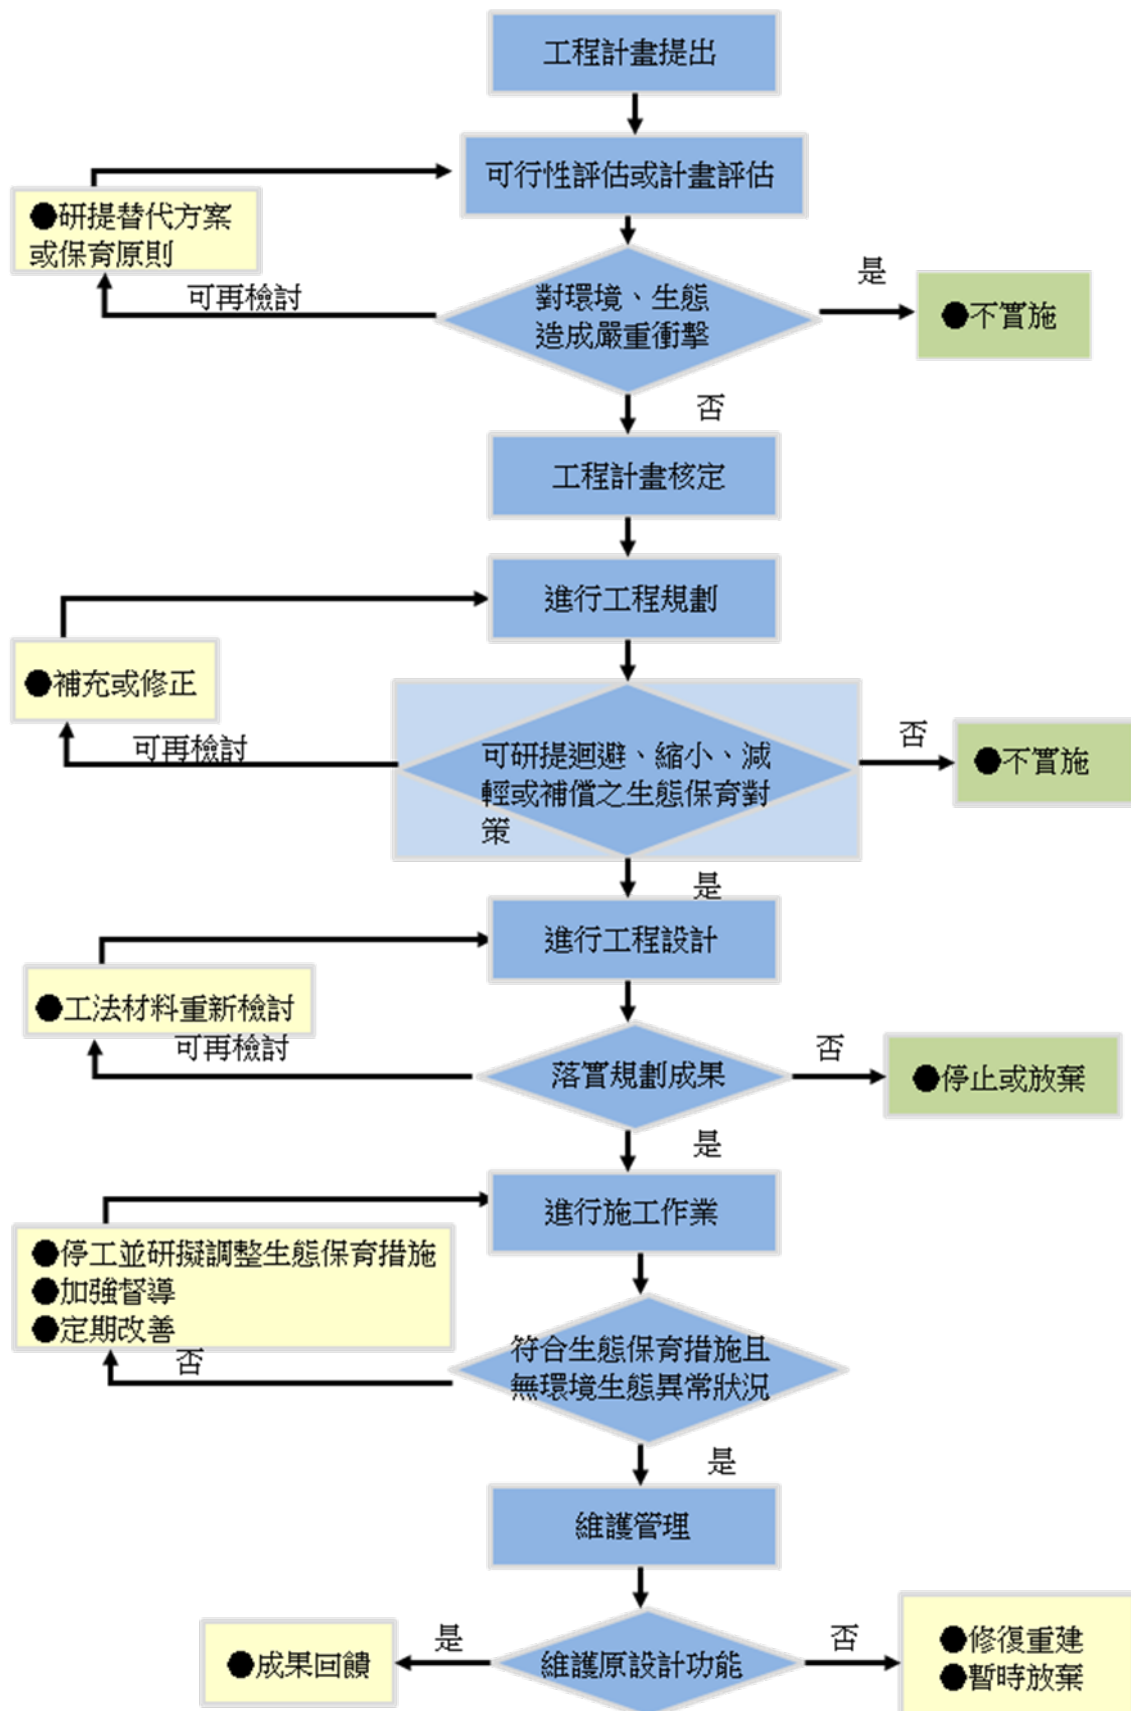 工程計畫提出
可行性評估或計畫評估
●研提替代方案
或保育原則
可再檢討
對環境、生態
造成嚴重衝擊
是
●不實施
否
工程計畫核定
進行工程規劃
●補充或修正
可再檢討
可研提迴避、縮小、減
輕或補償之生態保育對
策
否
●不實施
是
進行工程設計
●工法材料重新檢討
可再檢討
落實規劃成果
否
●停止或放棄
是
進行施工作業
●停工並研擬調整生態保育措施
●加強督導
●定期改善
否
符合生態保育措施且
無環境生態異常狀況
是
維護管理
●成果回饋
是
維護原設計功能
否
●修復重建
●暫時放棄